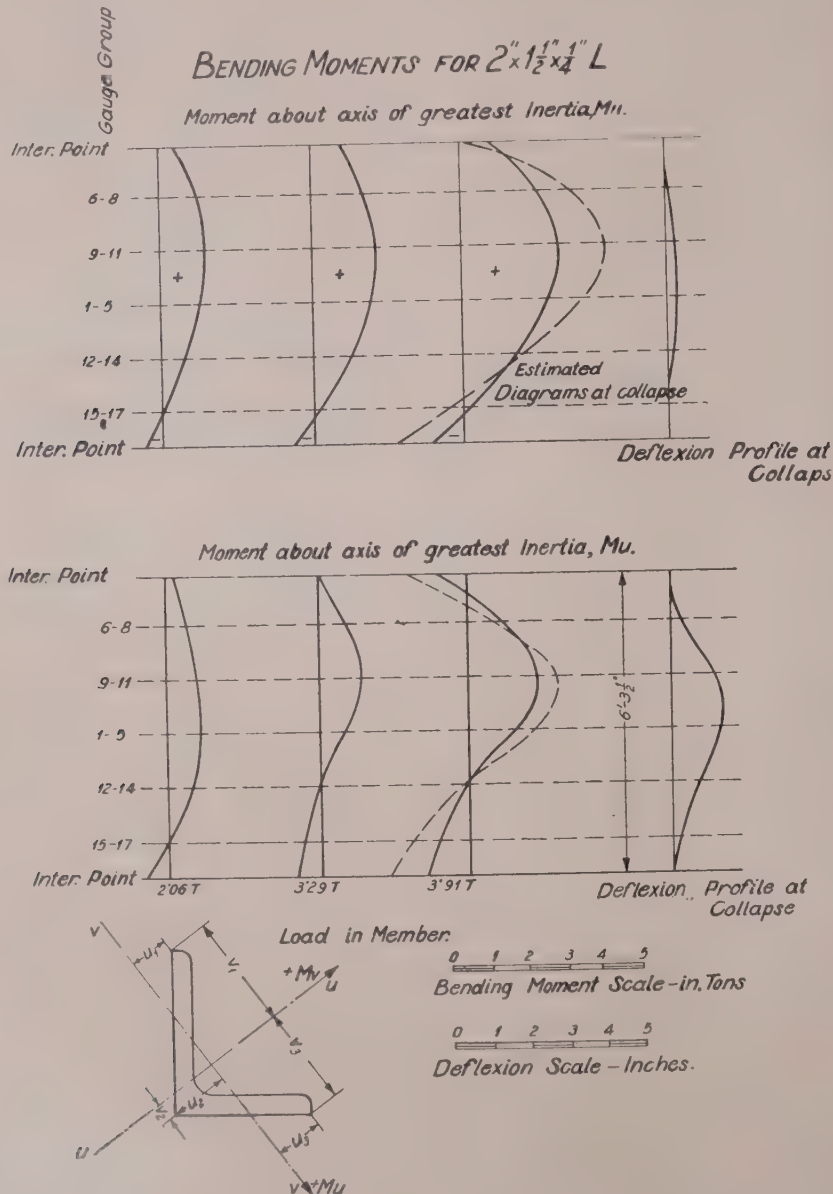 Gauge Group
BENDING MOMENTS FOR 2"x1½"x¼" L
Moment about axis of greatest Inertia, M11.
Inter. Point
6-8
9-11
+ + +
1-5
12-14
Estimated
Diagrams at collapse
15-17
Inter. Point
- - -
Deflexion Profile at
Collaps
Moment about axis of greatest Inertia, Mu.
Inter. Point
6-8
9-11
6'-3½"
1-5
12-14
15-17
Inter. Point
2'06 T 3'29 T 3'91 T
Deflexion. Profile at
Collapse
Load in Member.
v
+Mv
u
0 1 2 3 4 5
Bending Moment Scale-in, Tons
0 1 2 3 4 5
Deflexion Scale - Inches.
u
v +Mu